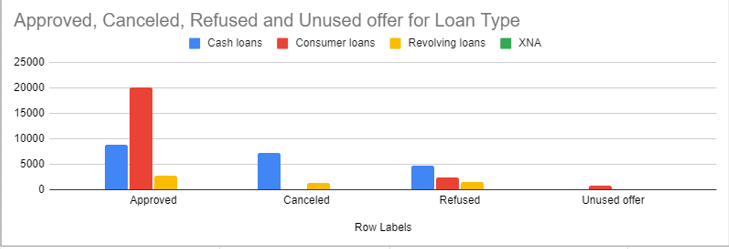 Approved, Canceled, Refused and Unused offer for Loan Type
Cash loans Consumer loans Revolving loans XNA
25000
20000
15000
10000
5000
0
Approved Canceled Refused Unused offer
Row Labels